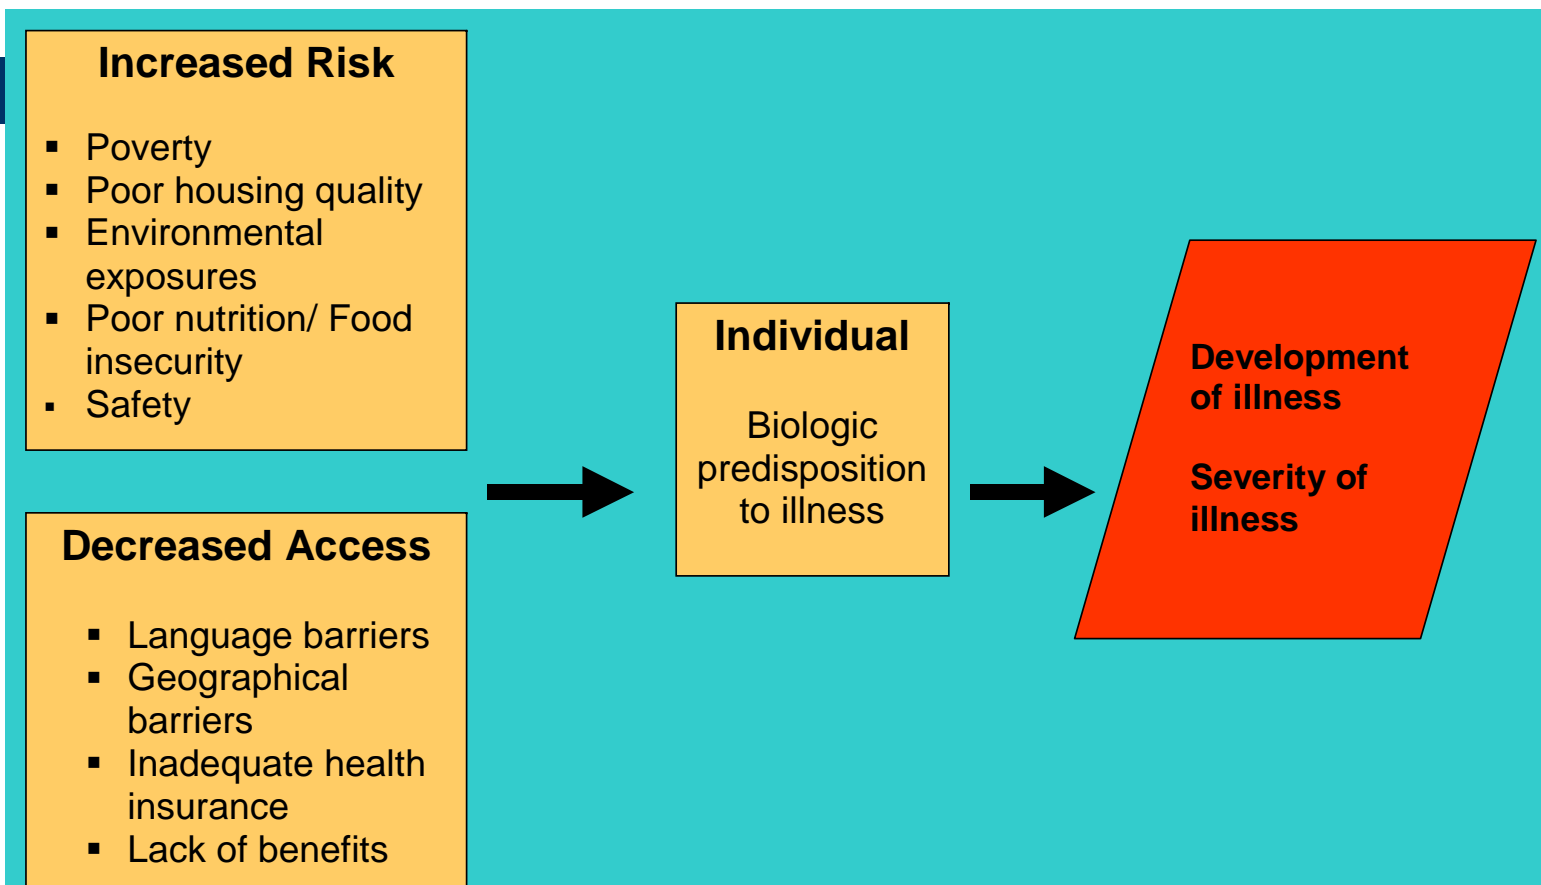 Increased Risk
▪ Poverty
▪ Poor housing quality
▪ Environmental
exposures
▪ Poor nutrition/ Food
insecurity
▪ Safety
Decreased Access
▪ Language barriers
▪ Geographical
barriers
▪ Inadequate health
insurance
▪ Lack of benefits
Individual
Biologic
predisposition
to illness
Development
of illness
Severity of
illness